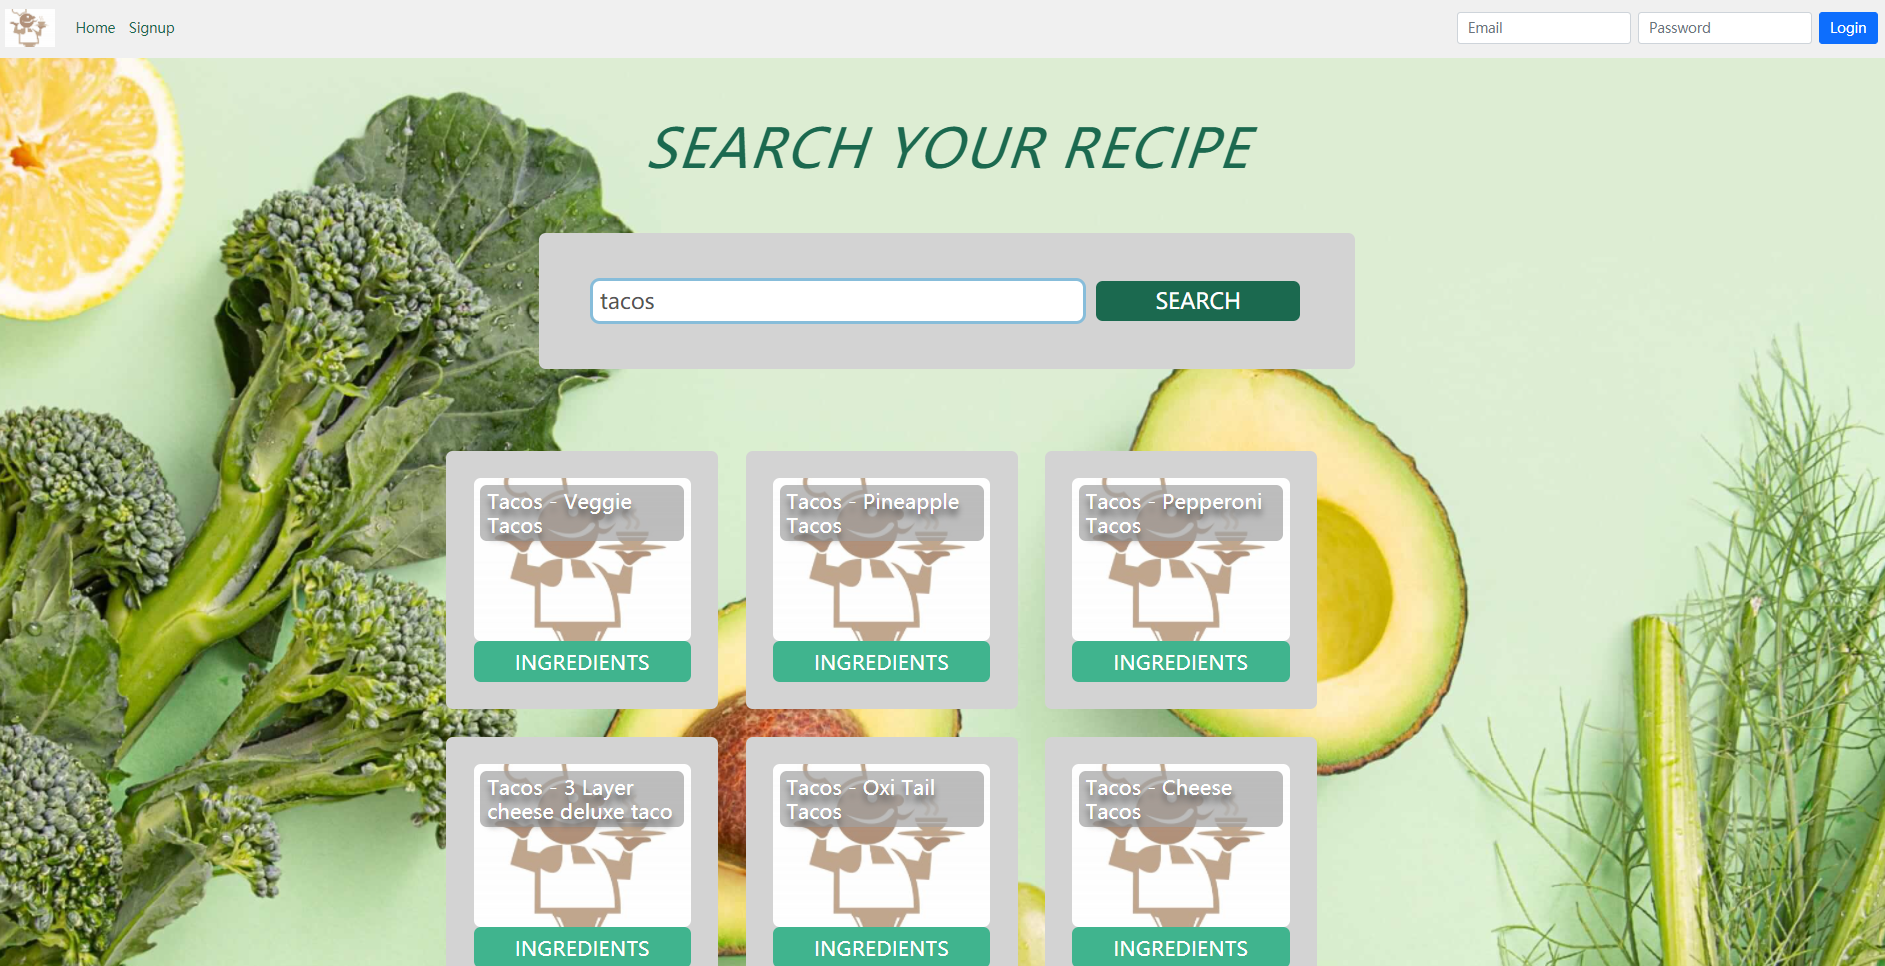 Home Signup Email Password Login
SEARCH YOUR RECIPE
tacos SEARCH
Tacos - Veggie
Tacos
INGREDIENTS
Tacos - Pineapple
Tacos
INGREDIENTS
Tacos - Pepperoni
Tacos
INGREDIENTS
Tacos - 3 Layer
cheese deluxe taco
INGREDIENTS
Tacos - Oxi Tail
Tacos
INGREDIENTS
Tacos - Cheese
Tacos
INGREDIENTS